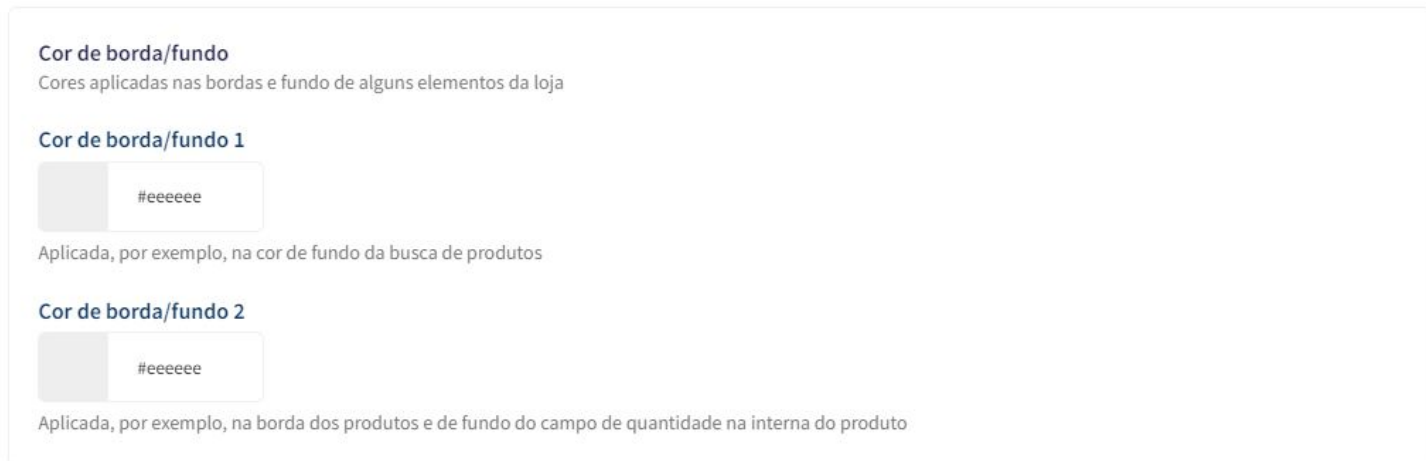 Cor de borda/fundo
Cores aplicadas nas bordas e fundo de alguns elementos da loja
Cor de borda/fundo 1
#eeeeee
Aplicada, por exemplo, na cor de fundo da busca de produtos
Cor de borda/fundo 2
#eeeeee
Aplicada, por exemplo, na borda dos produtos e de fundo do campo de quantidade na interna do produto